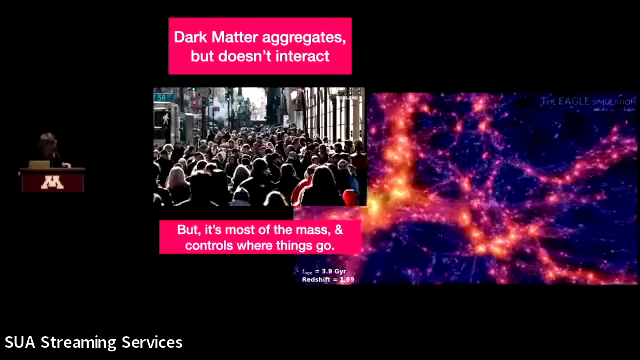 Dark Matter aggregates,
but doesn't interact
THE EAGLE SIMULATION
But, it's most of the mass, &
controls where things go.
= 3.9 Gyr
Redshift = 1.69
M
SUA Streaming Services